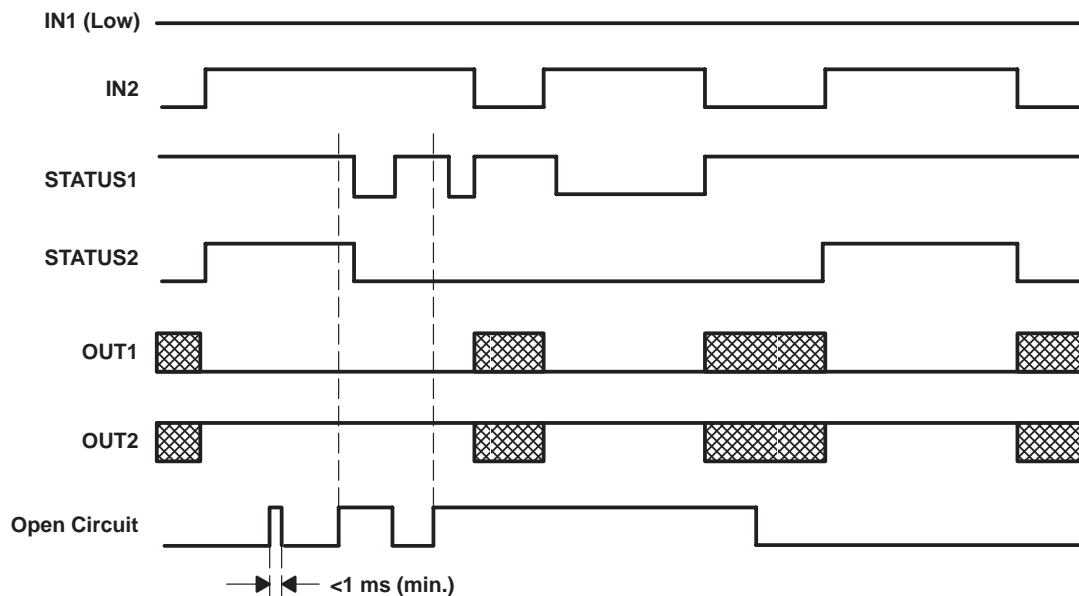 IN1 (Low)
IN2
STATUS1
STATUS2
OUT1
OUT2
Open Circuit
<1 ms (min.)